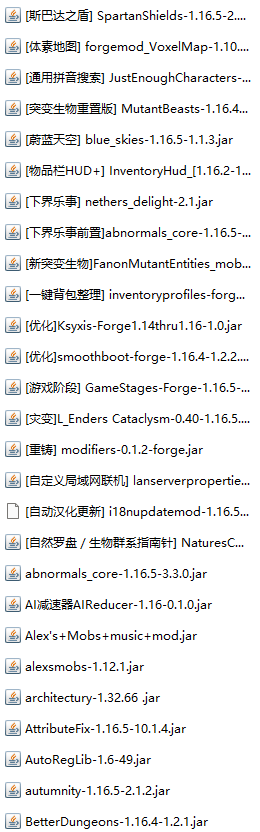 [斯巴达之盾] SpartanShields-1.16.5-2....
[体素地图] forgemod_VoxelMap-1.10....
[通用拼音搜索] JustEnoughCharacters-...
[突变生物重置版] MutantBeasts-1.16.4...
[蔚蓝天空] blue_skies-1.16.5-1.1.3.jar
[物品栏HUD+] InventoryHud_[1.16.2-1...
[下界乐事] nethers_delight-2.1.jar
[下界乐事前置]abnormals_core-1.16.5-...
[新突变生物]FanonMutantEntities_mob...
[一键背包整理] inventoryprofiles-forg...
[优化]Ksyxis-Forge1.14thru1.16-1.0.jar
[优化]smoothboot-forge-1.16.4-1.2.2....
[游戏阶段] GameStages-Forge-1.16.5-...
[灾变]L_Enders Cataclysm-0.40-1.16.5....
[重铸] modifiers-0.1.2-forge.jar
[自定义局域网联机] lanserverpropertie...
[自动汉化更新] i18nupdatemod-1.16.5...
[自然罗盘 / 生物群系指南针] NaturesC...
abnormals_core-1.16.5-3.3.0.jar
AI减速器AIReducer-1.16-0.1.0.jar
Alex's+Mobs+music+mod.jar
alexsmobs-1.12.1.jar
architectury-1.32.66 .jar
AttributeFix-1.16.5-10.1.4.jar
AutoRegLib-1.6-49.jar
autumnity-1.16.5-2.1.2.jar
BetterDungeons-1.16.4-1.2.1.jar